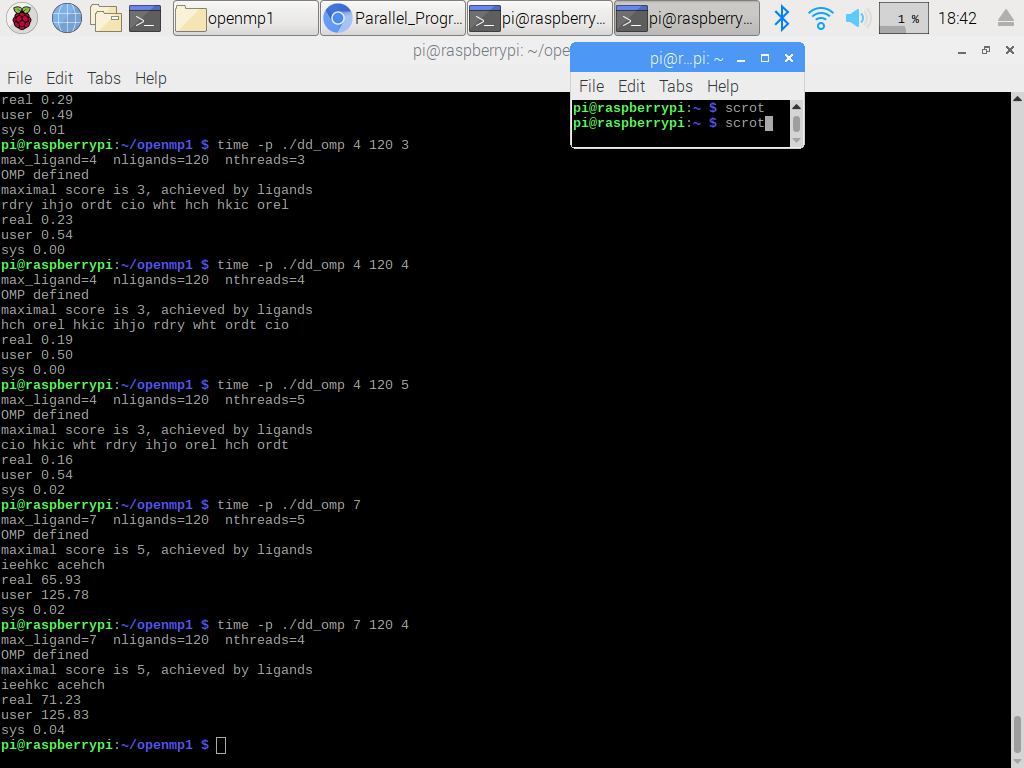 openmp1
Parallel_Progr...
pi@raspberry...
pi@raspberry...
1 %
18:42
pi@raspberrypi: ~/ope
File Edit Tabs Help
real 0.29
user 0.49
sys 0.01
pi@raspberrypi:~/openmp1 $ time -p ./dd_omp 4 120 3
max_ligand=4  nligands=120  nthreads=3
OMP defined
maximal score is 3, achieved by ligands
rdry ihjo ordt cio wht hch hkic orel
real 0.23
user 0.54
sys 0.00
pi@raspberrypi:~/openmp1 $ time -p ./dd_omp 4 120 4
max_ligand=4  nligands=120  nthreads=4
OMP defined
maximal score is 3, achieved by ligands
hch orel hkic ihjo rdry wht ordt cio
real 0.19
user 0.50
sys 0.00
pi@raspberrypi:~/openmp1 $ time -p ./dd_omp 4 120 5
max_ligand=4  nligands=120  nthreads=5
OMP defined
maximal score is 3, achieved by ligands
cio hkic wht rdry ihjo orel hch ordt
real 0.16
user 0.54
sys 0.02
pi@raspberrypi:~/openmp1 $ time -p ./dd_omp 7
max_ligand=7  nligands=120  nthreads=5
OMP defined
maximal score is 5, achieved by ligands
ieehkc acehch
real 65.93
user 125.78
sys 0.02
pi@raspberrypi:~/openmp1 $ time -p ./dd_omp 7 120 4
max_ligand=7  nligands=120  nthreads=4
OMP defined
maximal score is 5, achieved by ligands
ieehkc acehch
real 71.23
user 125.83
sys 0.04
pi@raspberrypi:~/openmp1 $
pi@r...pi: ~
File Edit Tabs Help
pi@raspberrypi:~ $ scrot
pi@raspberrypi:~ $ scrot